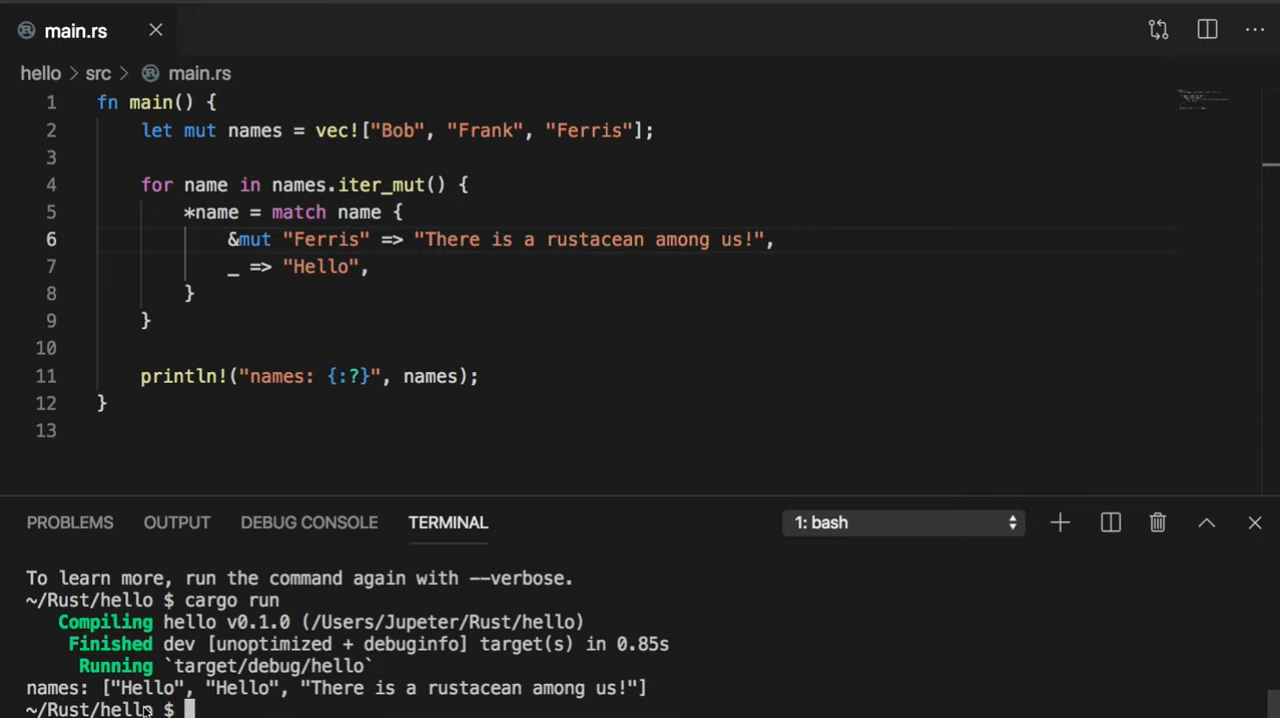 main.rs
hello > src > main.rs
1 fn main() {
2 let mut names = vec!["Bob", "Frank", "Ferris"];
3
4 for name in names.iter_mut() {
5 *name = match name {
6 &mut "Ferris" => "There is a rustacean among us!",
7 _ => "Hello",
8 }
9 }
10
11 println!("names: {:?}", names);
12 }
13
PROBLEMS OUTPUT DEBUG CONSOLE TERMINAL 1: bash
To learn more, run the command again with --verbose.
~/Rust/hello $ cargo run
Compiling hello v0.1.0 (/Users/Jupeter/Rust/hello)
Finished dev [unoptimized + debuginfo] target(s) in 0.85s
Running `target/debug/hello`
names: ["Hello", "Hello", "There is a rustacean among us!"]
~/Rust/hello $